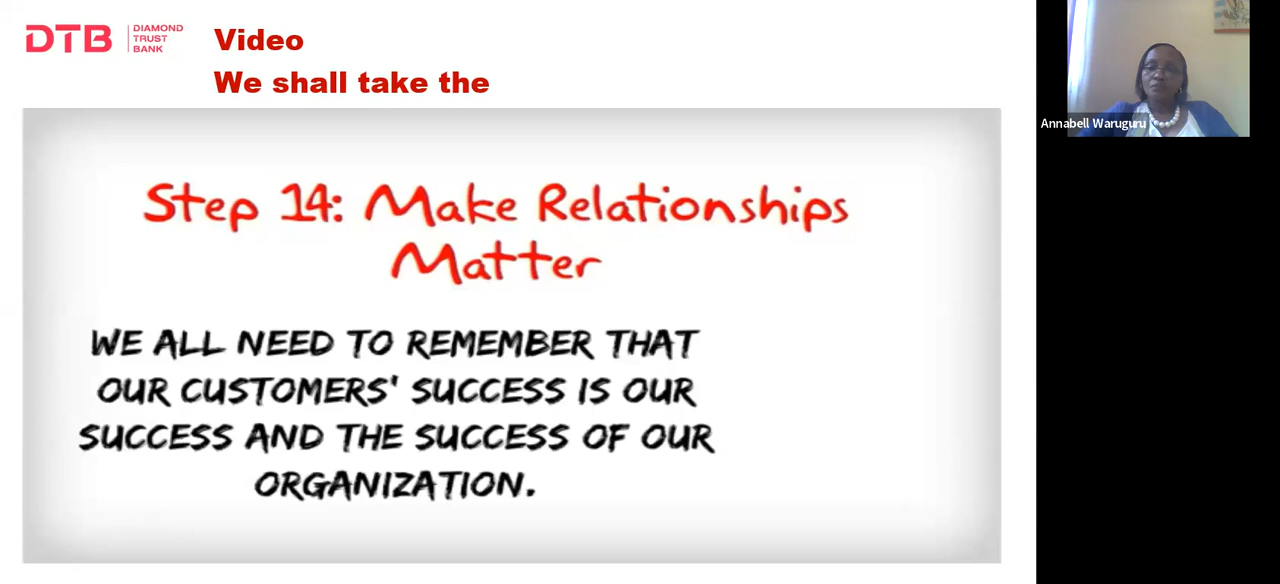 DTB
DIAMOND
TRUST
BANK
Video
We shall take the
Step 14: Make Relationships
Matter
WE ALL NEED TO REMEMBER THAT
OUR CUSTOMERS' SUCCESS IS OUR
SUCCESS AND THE SUCCESS OF OUR
ORGANIZATION.
Annabell Waruguru